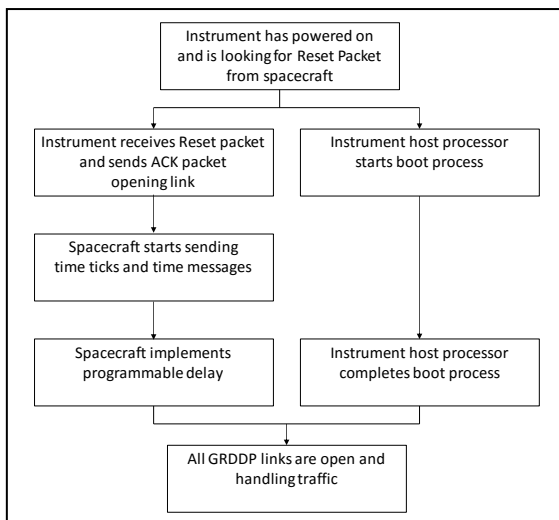 Instrument has powered on
and is looking for Reset Packet
from spacecraft
Instrument receives Reset packet
and sends ACK packet
opening link
Instrument host processor
starts boot process
Spacecraft starts sending
time ticks and time messages
Spacecraft implements
programmable delay
Instrument host processor
completes boot process
All GRDDP links are open and
handling traffic